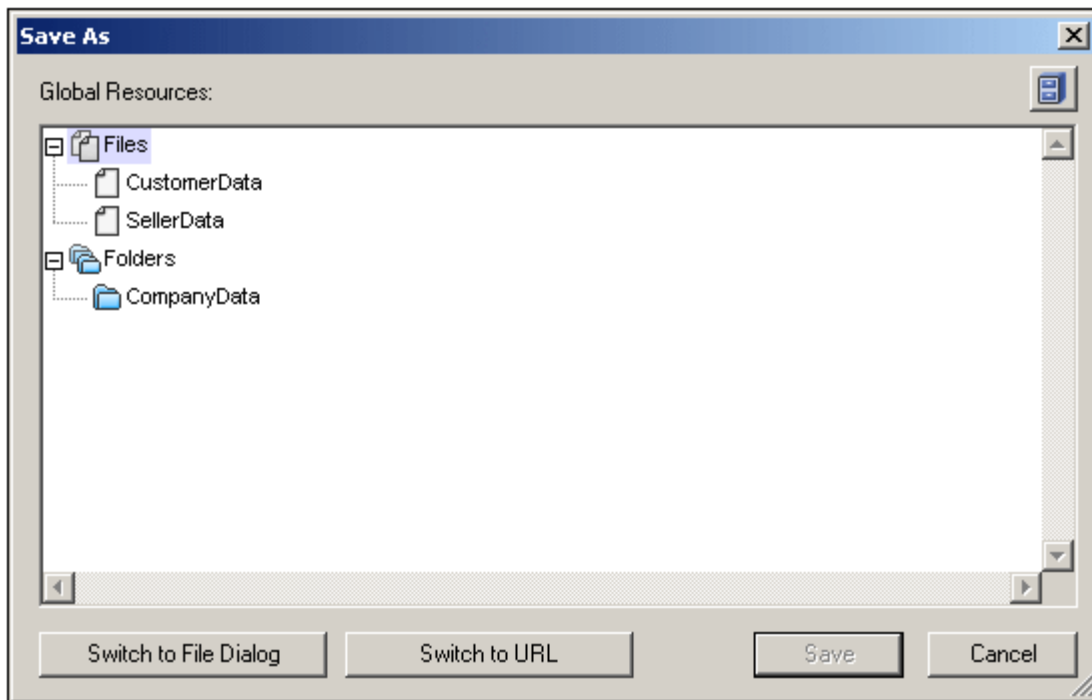 Save As
Global Resources:
Files
CustomerData
SellerData
Folders
CompanyData
Switch to File Dialog
Switch to URL
Save
Cancel